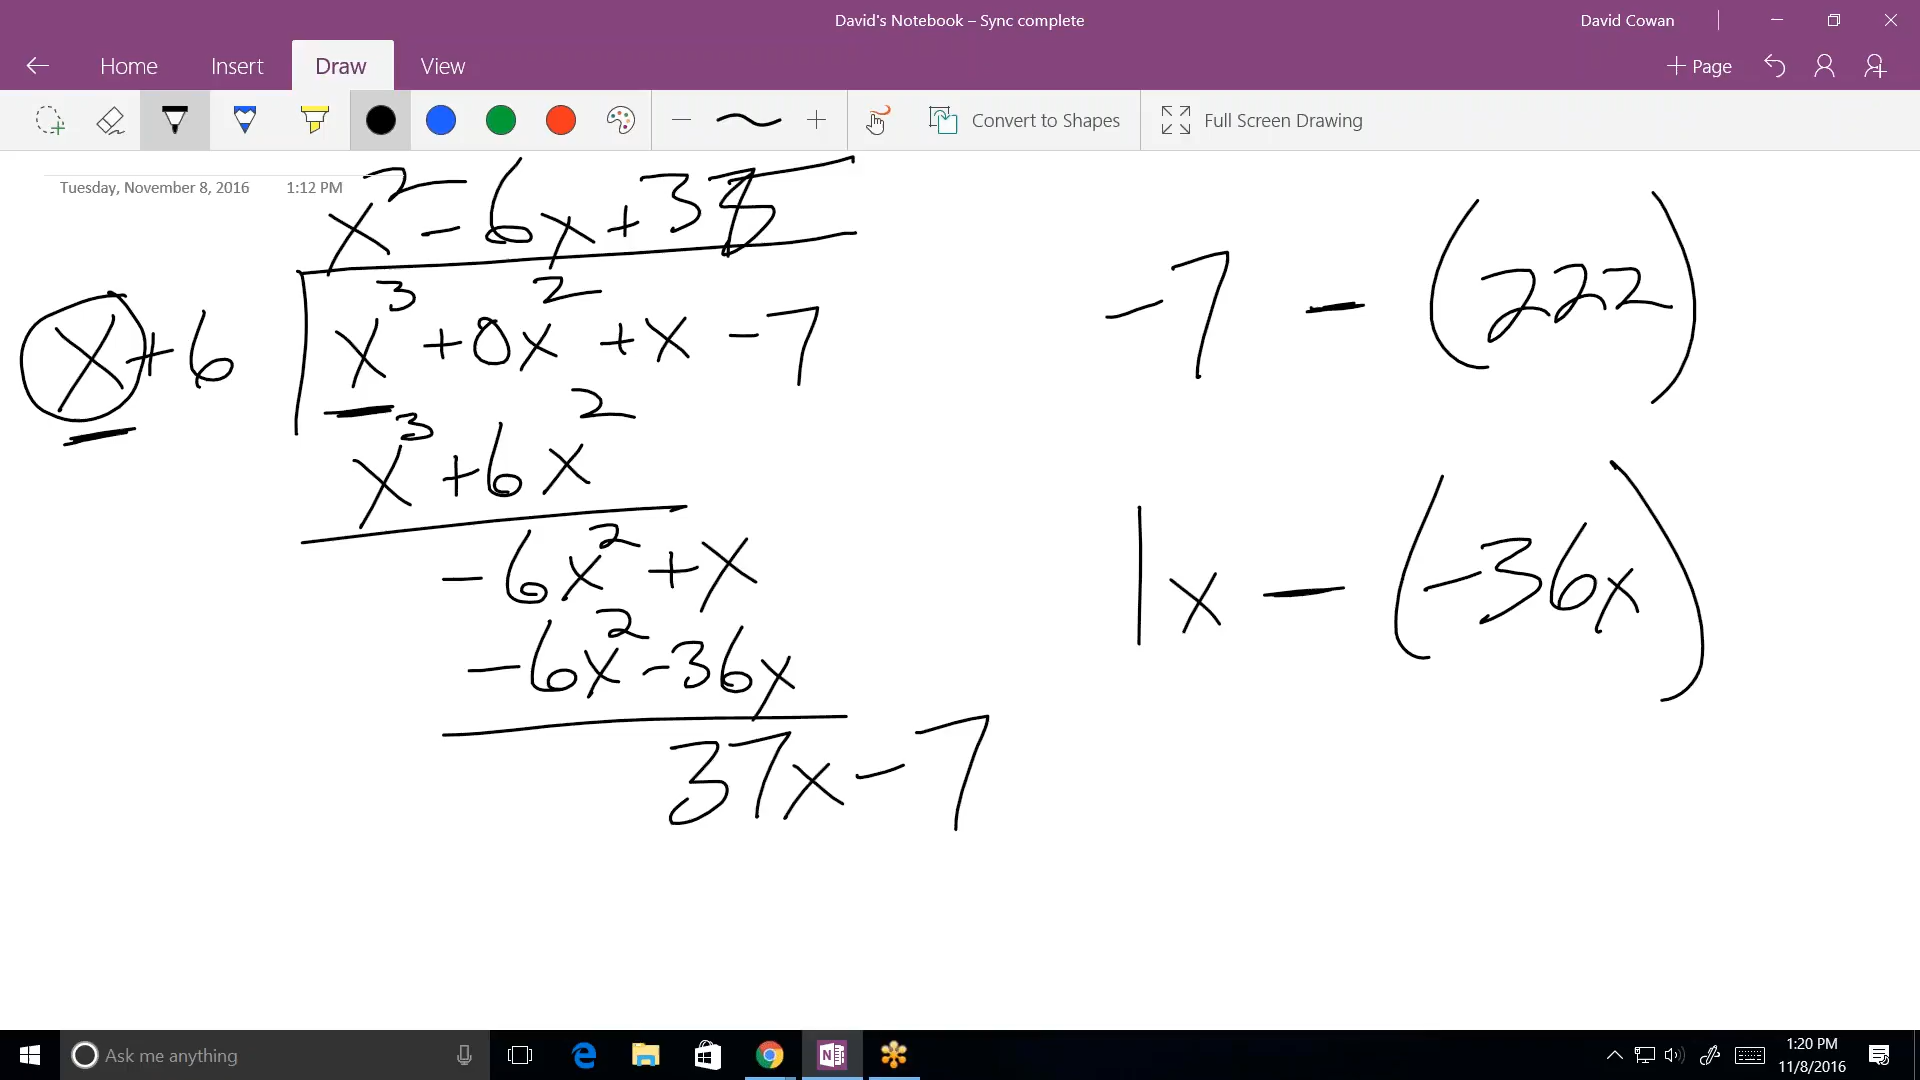 David's Notebook – Sync complete
David Cowan
Home Insert Draw View
Page
Convert to Shapes Full Screen Drawing
Tuesday, November 8, 2016 1:12 PM
x² - 6x + 3
x + 6
x³ + 0x² + x - 7
x³ + 6x²
-6x² + x
-6x² - 36x
37x - 7
-7 - (222)
1x - (-36x)
Ask me anything
1:20 PM
11/8/2016